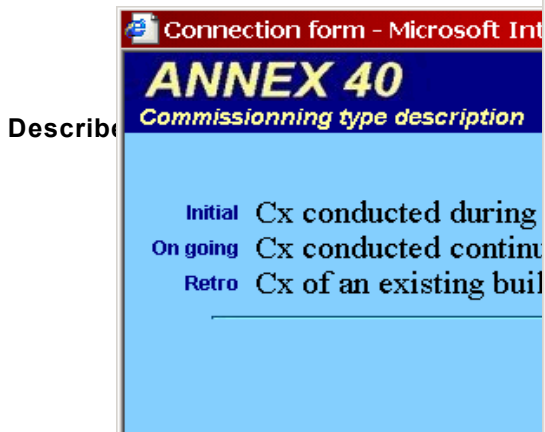 Connection form - Microsoft Int
ANNEX 40
Commissionning type description
Describe
Initial Cx conducted during
On going Cx conducted continu
Retro Cx of an existing buil